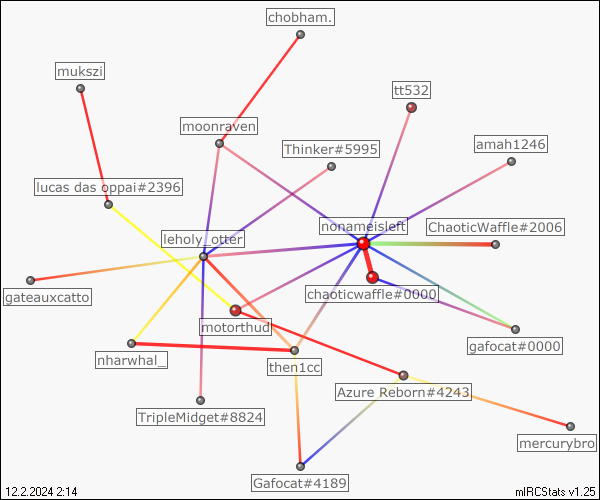 chobham.
mukszi
tt532
moonraven
amah1246
Thinker#5995
lucas das oppai#2396
nonameisleft
ChaoticWaffle#2006
leholy_otter
gateauxcatto
chaoticwaffle#0000
motorthud
gafocat#0000
nharwhal_
then1cc
Azure Reborn#4243
TripleMidget#8824
mercurybro
Gafocat#4189
12.2.2024 2:14
mIRCStats v1.25